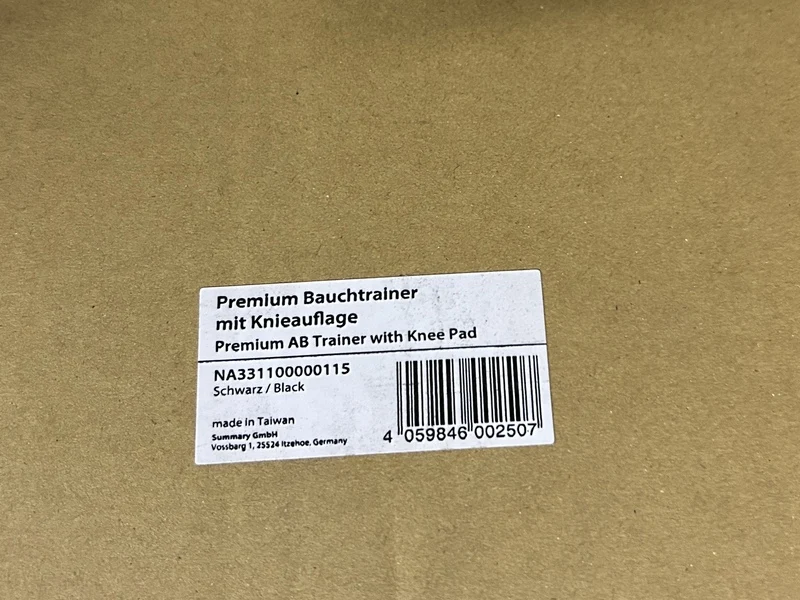 Premium Bauchtrainer
mit Knieauflage
Premium AB Trainer with Knee Pad
NA331100000115
Schwarz / Black
made in Taiwan
Summary GmbH
Vossbarg 1, 25524 Itzehoe, Germany
4 059846 002507